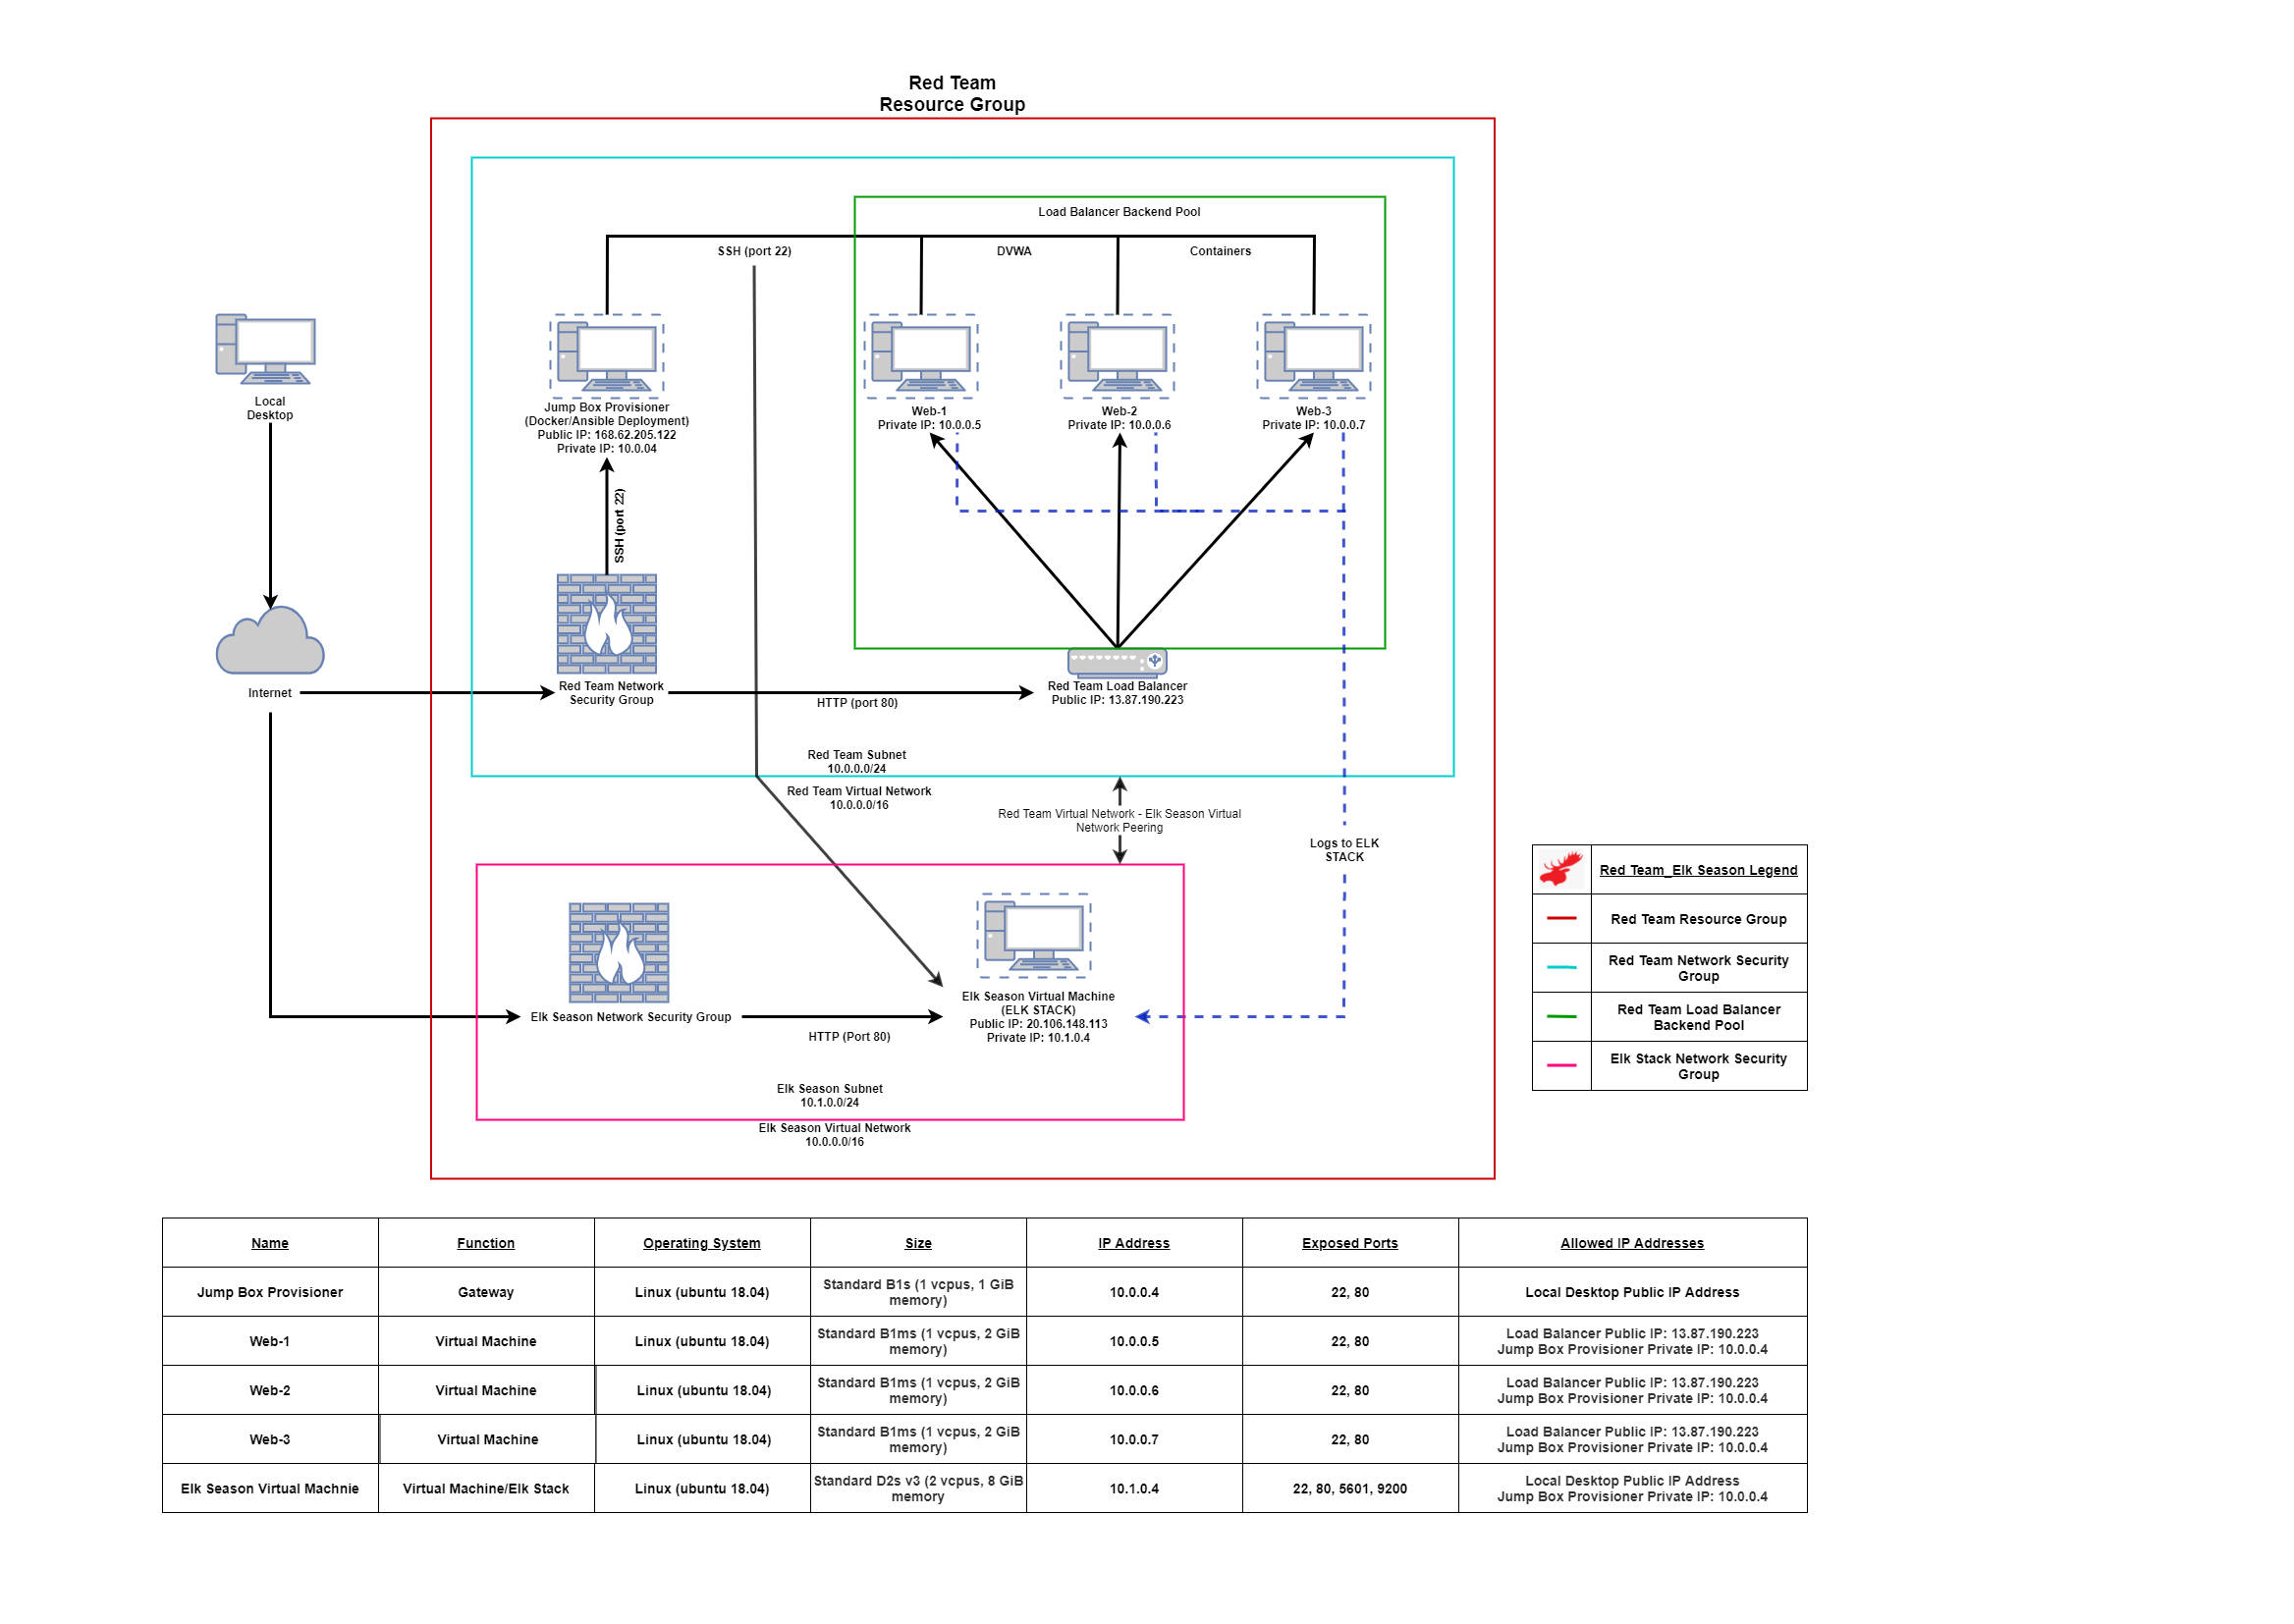 Red Team
Resource Group
Load Balancer Backend Pool
SSH (port 22)
DVWA
Containers
Local
Desktop
Jump Box Provisioner
(Docker/Ansible Deployment)
Public IP: 168.62.205.122
Private IP: 10.0.04
Web-1
Private IP: 10.0.0.5
Web-2
Private IP: 10.0.0.6
Web-3
Private IP: 10.0.0.7
SSH (port 22)
Internet
Red Team Network
Security Group
HTTP (port 80)
Red Team Load Balancer
Public IP: 13.87.190.223
Red Team Subnet
10.0.0.0/24
Red Team Virtual Network
10.0.0.0/16
Red Team Virtual Network - Elk Season Virtual
Network Peering
Logs to ELK
STACK
Elk Season Network Security Group
HTTP (Port 80)
Elk Season Virtual Machine
(ELK STACK)
Public IP: 20.106.148.113
Private IP: 10.1.0.4
Elk Season Subnet
10.1.0.0/24
Elk Season Virtual Network
10.0.0.0/16
Red Team_Elk Season Legend
Red Team Resource Group
Red Team Network Security
Group
Red Team Load Balancer
Backend Pool
Elk Stack Network Security
Group
Name Function Operating System Size IP Address Exposed Ports Allowed IP Addresses
Jump Box Provisioner Gateway Linux (ubuntu 18.04) Standard B1s (1 vcpus, 1 GiB
memory) 10.0.0.4 22, 80 Local Desktop Public IP Address
Web-1 Virtual Machine Linux (ubuntu 18.04) Standard B1ms (1 vcpus, 2 GiB
memory) 10.0.0.5 22, 80 Load Balancer Public IP: 13.87.190.223
Jump Box Provisioner Private IP: 10.0.0.4
Web-2 Virtual Machine Linux (ubuntu 18.04) Standard B1ms (1 vcpus, 2 GiB
memory) 10.0.0.6 22, 80 Load Balancer Public IP: 13.87.190.223
Jump Box Provisioner Private IP: 10.0.0.4
Web-3 Virtual Machine Linux (ubuntu 18.04) Standard B1ms (1 vcpus, 2 GiB
memory) 10.0.0.7 22, 80 Load Balancer Public IP: 13.87.190.223
Jump Box Provisioner Private IP: 10.0.0.4
Elk Season Virtual Machnie Virtual Machine/Elk Stack Linux (ubuntu 18.04) Standard D2s v3 (2 vcpus, 8 GiB
memory 10.1.0.4 22, 80, 5601, 9200 Local Desktop Public IP Address
Jump Box Provisioner Private IP: 10.0.0.4